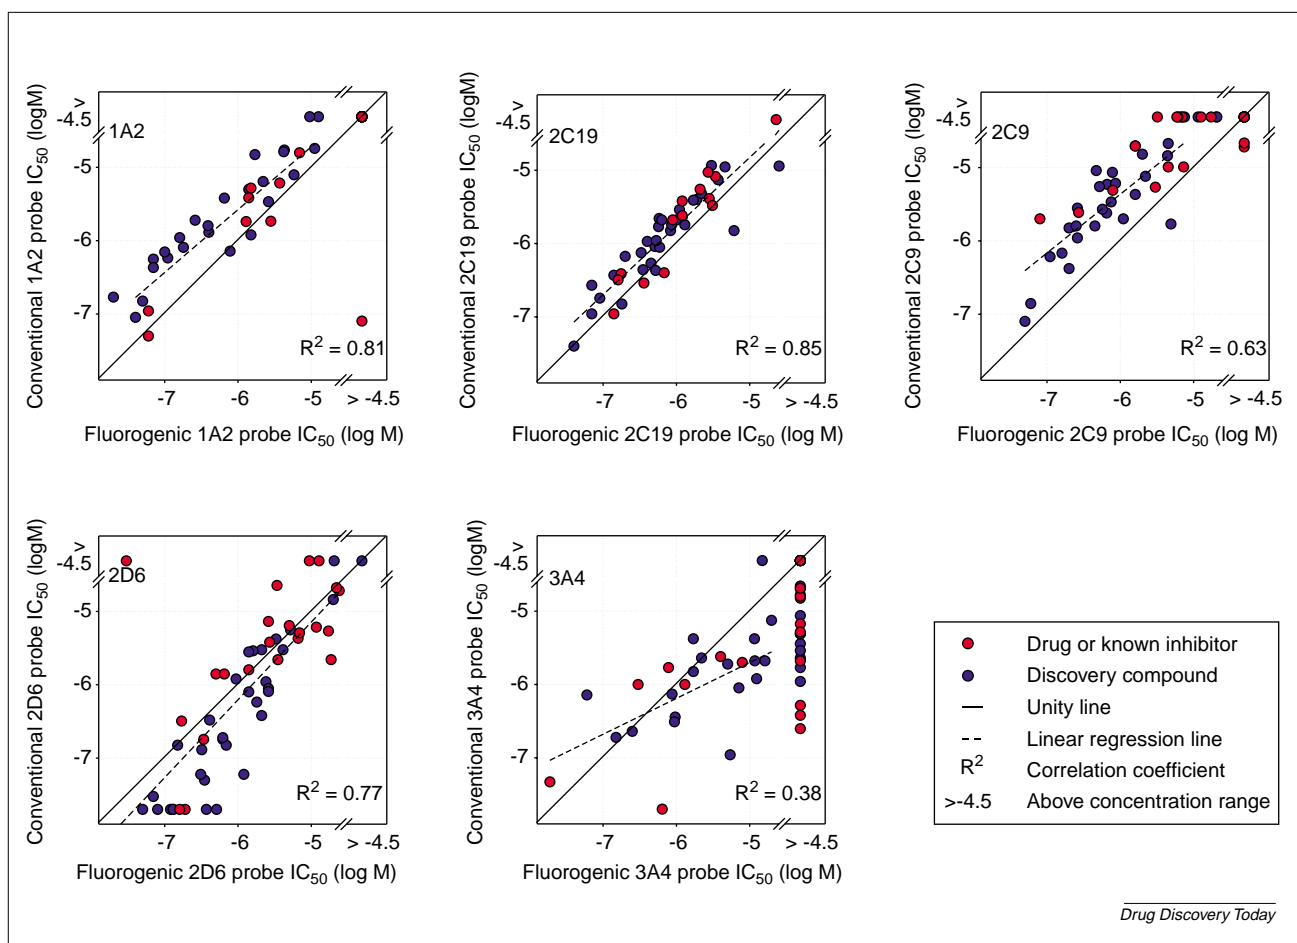 Conventional 1A2 probe IC50 (logM)
>
-4.5
-5
-6
-7
1A2
R2 = 0.81
-7 -6 -5 > -4.5
Fluorogenic 1A2 probe IC50 (log M)
Conventional 2C19 probe IC50 (logM)
>
-4.5
-5
-6
-7
2C19
R2 = 0.85
-7 -6 -5 > -4.5
Fluorogenic 2C19 probe IC50 (log M)
Conventional 2C9 probe IC50 (logM)
>
-4.5
-5
-6
-7
2C9
R2 = 0.63
-7 -6 -5 > -4.5
Fluorogenic 2C9 probe IC50 (log M)
Conventional 2D6 probe IC50 (logM)
>
-4.5
-5
-6
-7
2D6
R2 = 0.77
-7 -6 -5 > -4.5
Fluorogenic 2D6 probe IC50 (log M)
Conventional 3A4 probe IC50 (logM)
>
-4.5
-5
-6
-7
3A4
R2 = 0.38
-7 -6 -5 > -4.5
Fluorogenic 3A4 probe IC50 (log M)
Drug or known inhibitor
Discovery compound
Unity line
Linear regression line
R2 Correlation coefficient
>-4.5 Above concentration range
Drug Discovery Today